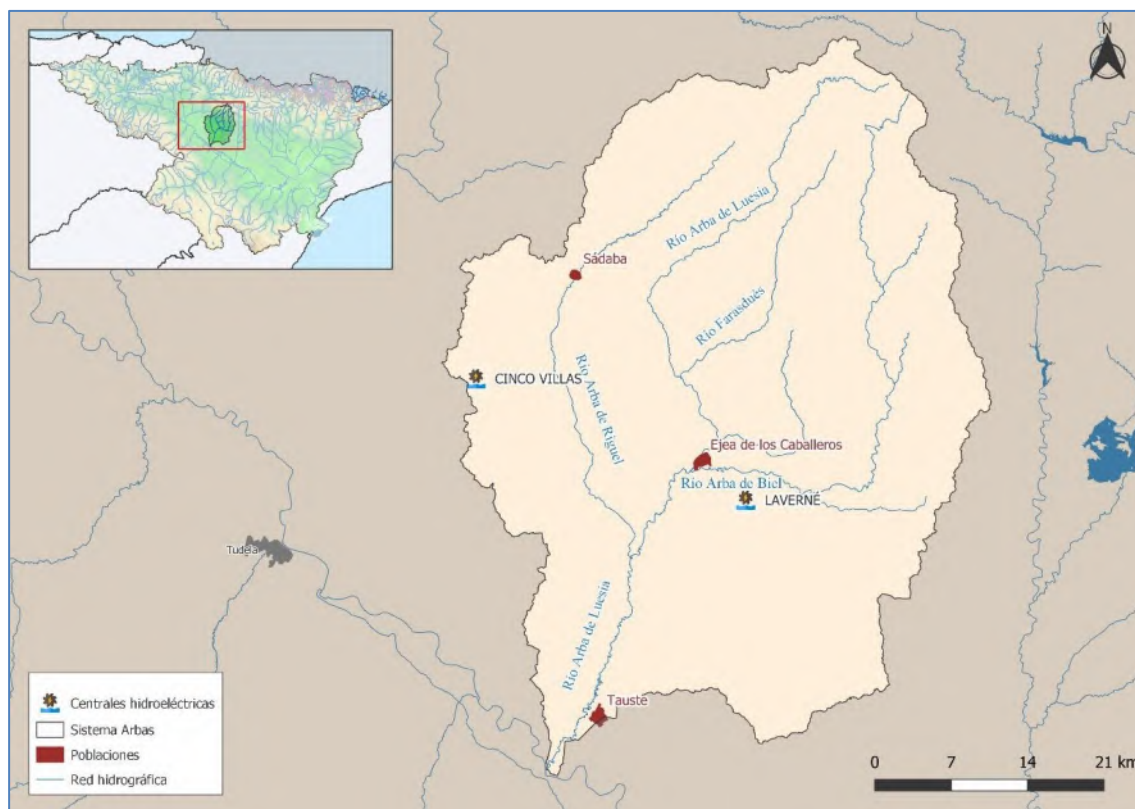 N
Río Arba de Luesia
Sádaba
Río Farasdués
Río Arba de Riguel
CINCO VILLAS
Ejea de los Caballeros
Río Arba de Biel
LAVERNÉ
Tudela
Río Arba de Luesia
Tauste
Centrales hidroeléctricas
Sistema Arbas
Poblaciones
Red hidrográfica
0 7 14 21 km